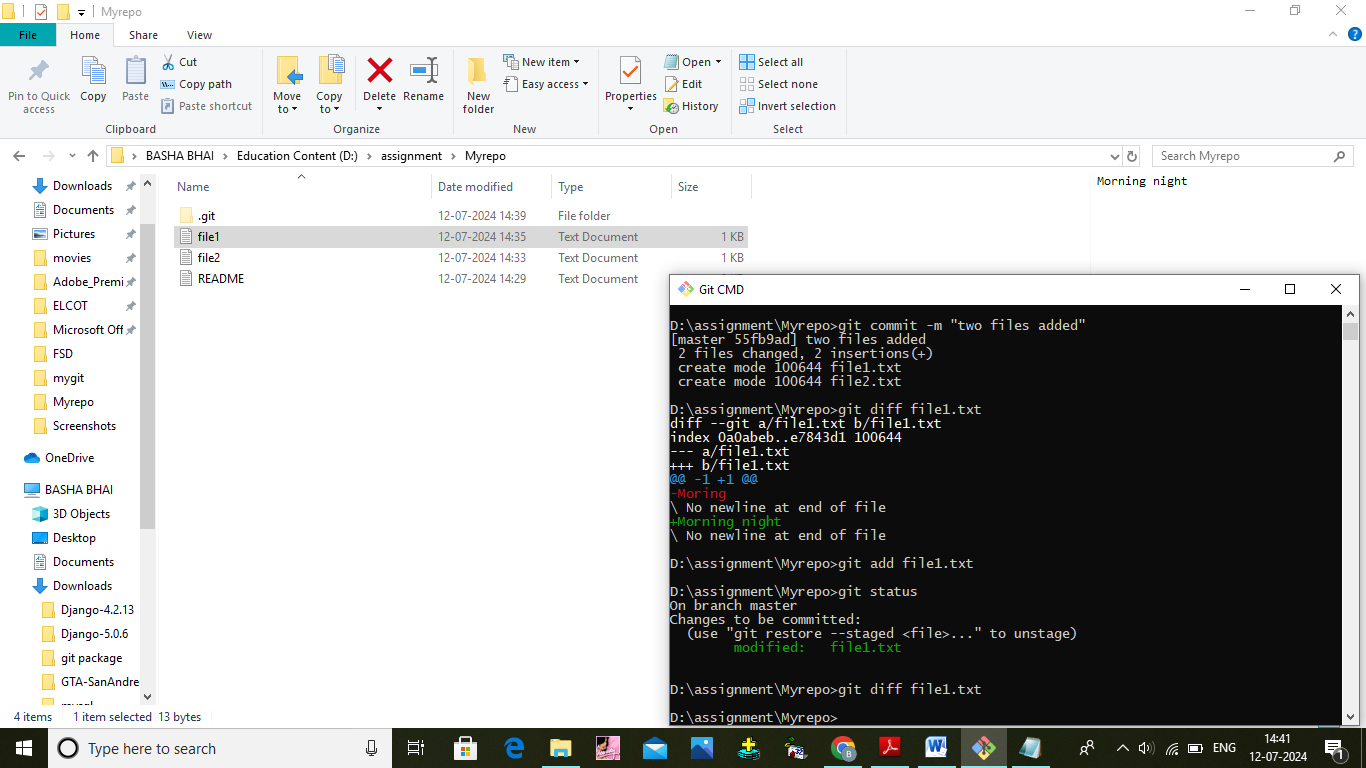 Myrepo
File Home Share View
Pin to Quick access
Copy
Paste
Cut
Copy path
Paste shortcut
Clipboard
Move to
Copy to
Delete
Rename
Organize
New folder
New item
Easy access
New
Properties
Open
Edit
History
Open
Select all
Select none
Invert selection
Select
BASHA BHAI > Education Content (D:) > assignment > Myrepo
Search Myrepo
Downloads
Documents
Pictures
movies
Adobe_Premi
ELCOT
Microsoft Off
FSD
mygit
Myrepo
Screenshots
OneDrive
BASHA BHAI
3D Objects
Desktop
Documents
Downloads
Django-4.2.13
Django-5.0.6
git package
GTA-SanAndre
Name Date modified Type Size
.git 12-07-2024 14:39 File folder
file1 12-07-2024 14:35 Text Document 1 KB
file2 12-07-2024 14:33 Text Document 1 KB
README 12-07-2024 14:29 Text Document
Morning night
Git CMD
D:\assignment\Myrepo>git commit -m "two files added"
[master 55fb9ad] two files added
 2 files changed, 2 insertions(+)
 create mode 100644 file1.txt
 create mode 100644 file2.txt
D:\assignment\Myrepo>git diff file1.txt
diff --git a/file1.txt b/file1.txt
index 0a0abeb..e7843d1 100644
--- a/file1.txt
+++ b/file1.txt
@@ -1 +1 @@
-Moring
\ No newline at end of file
+Morning night
\ No newline at end of file
D:\assignment\Myrepo>git add file1.txt
D:\assignment\Myrepo>git status
On branch master
Changes to be committed:
  (use "git restore --staged <file>..." to unstage)
        modified:   file1.txt
D:\assignment\Myrepo>git diff file1.txt
D:\assignment\Myrepo>
4 items 1 item selected 13 bytes
Type here to search
ENG
14:41
12-07-2024
1